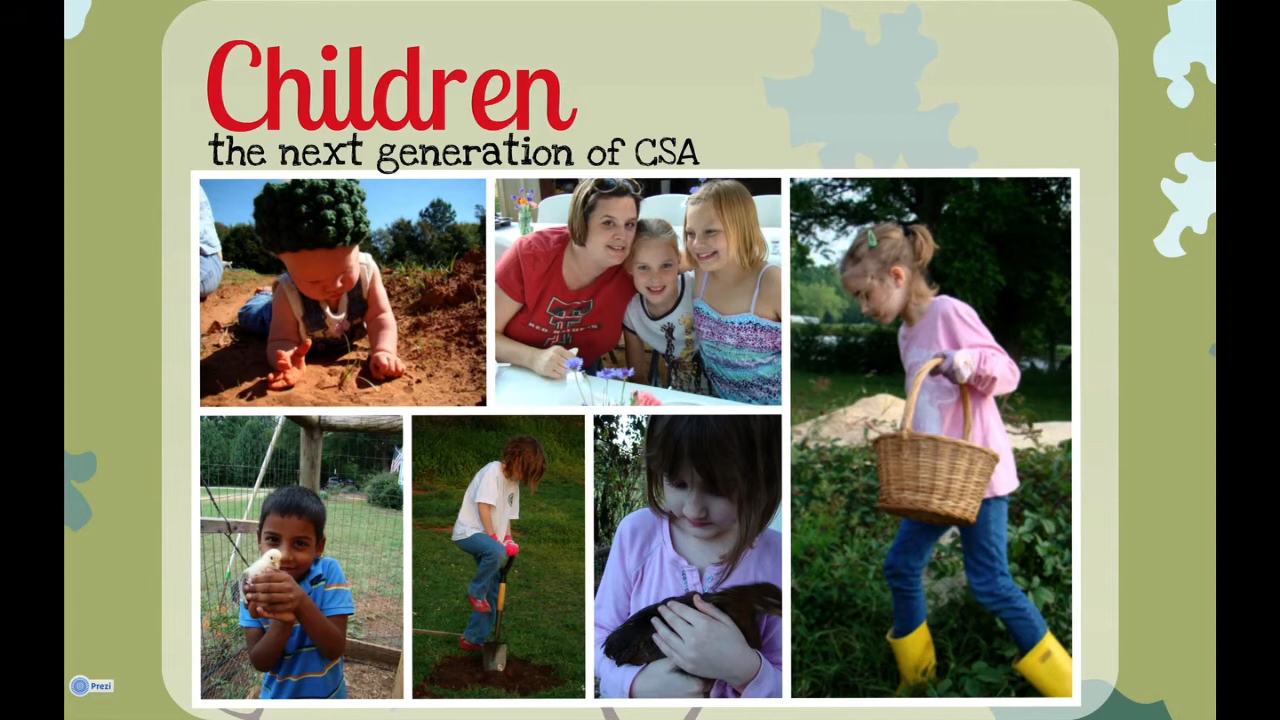 Children
the next generation of CSA
Prezi